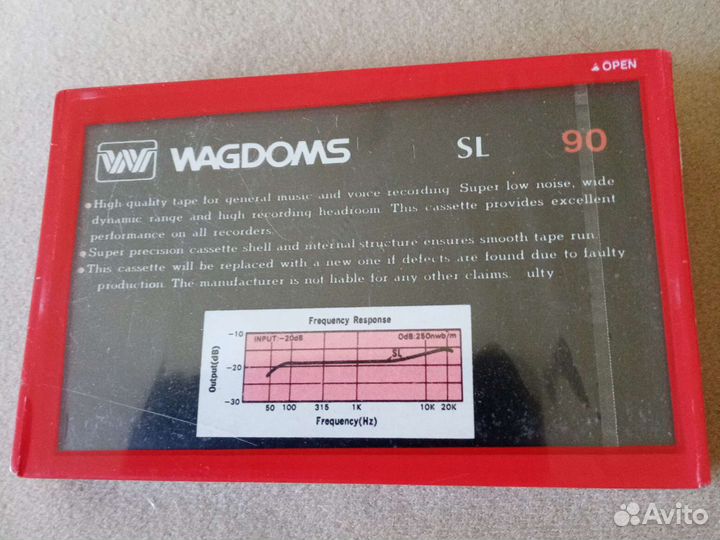 OPEN
W WAGDOMS SL 90
High quality tape for general music and voice recording. Super low noise, wide
dynamic range and high recording headroom. This cassette provides excellent
performance on all recorders.
Super precision cassette shell and internal structure ensures smooth tape run.
This cassette will be replaced with a new one if defects are found due to faulty
production. The manufacturer is not liable for any other claims. ulty
Frequency Response
INPUT:-20dB 0dB:250nwb/m
SL
Output(dB)
-10
-20
-30
50 100 315 1K 10K 20K
Frequency(Hz)
Avito